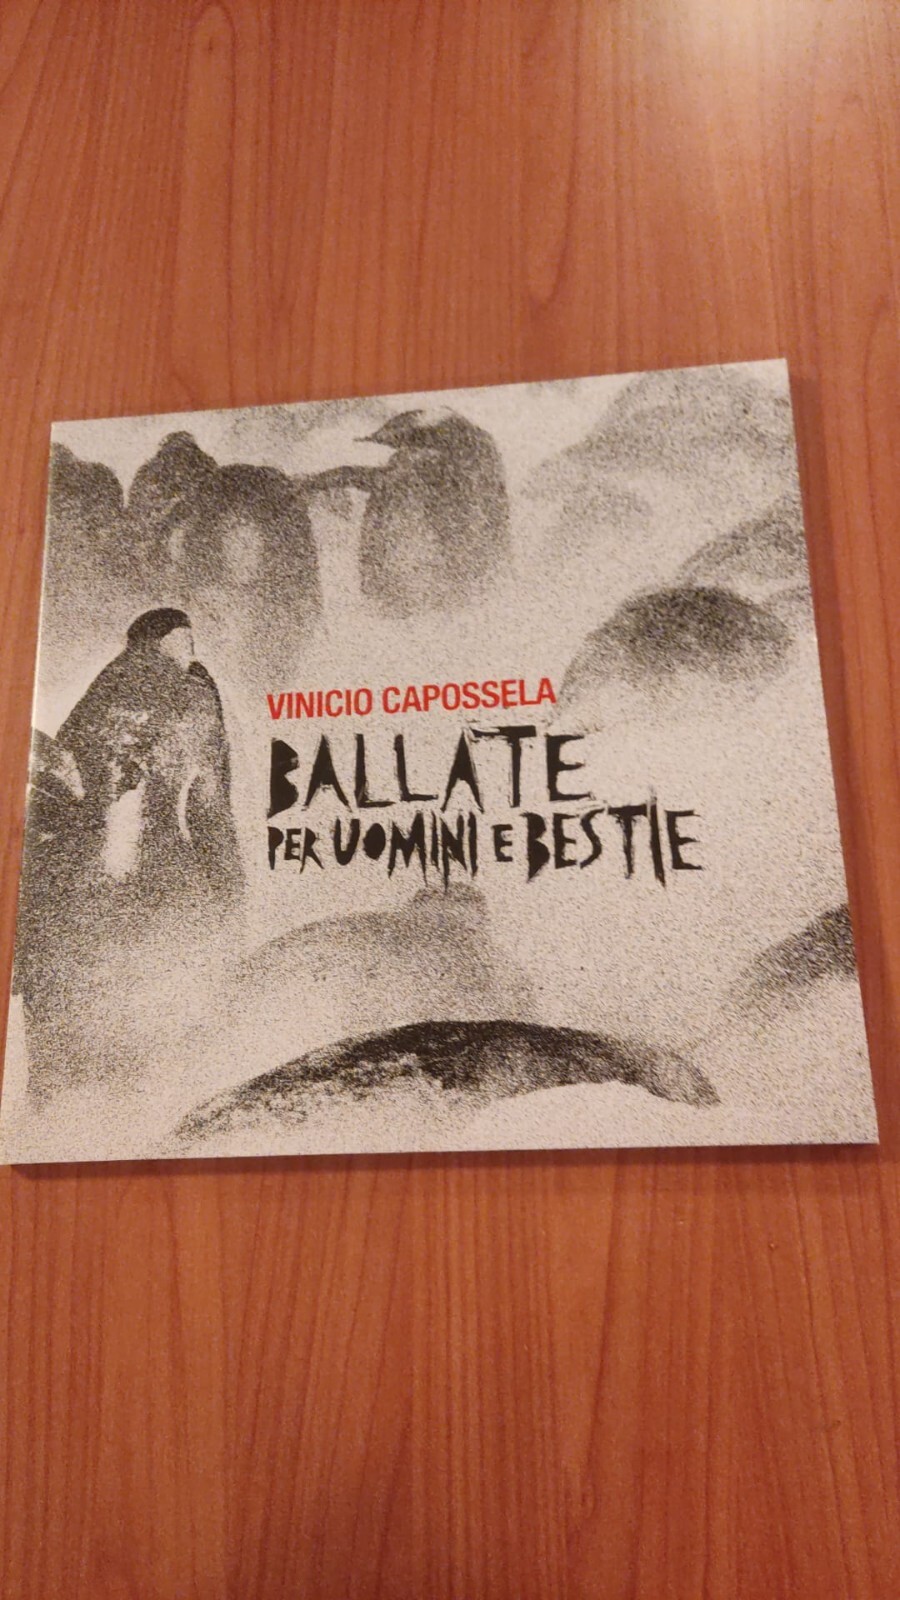 VINICIO CAPOSSELA
BALLATE
PER UOMINI E BESTIE